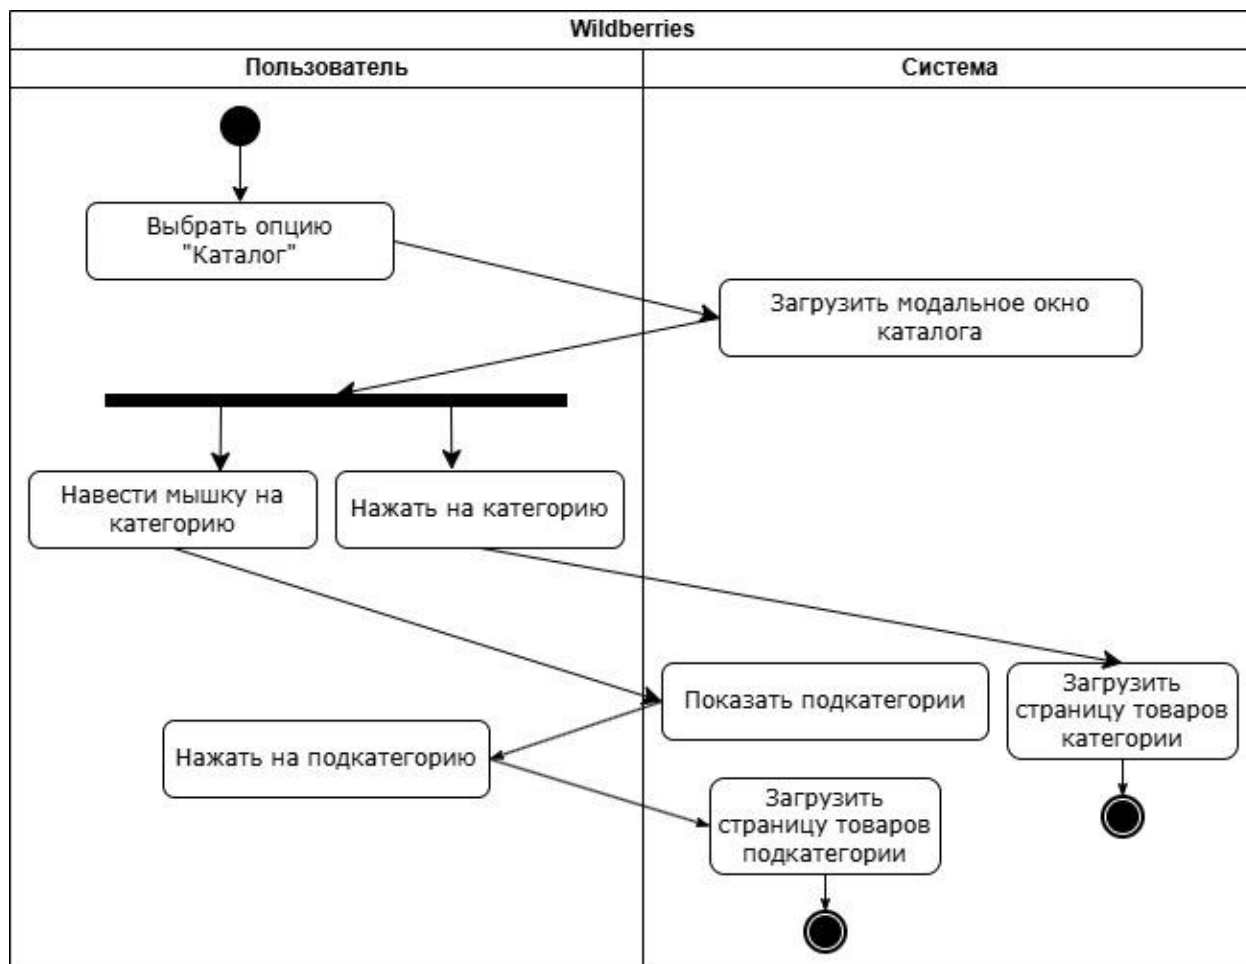 Wildberries
Пользователь
Система
Выбрать опцию
"Каталог"
Загрузить модальное окно
каталога
Навести мышку на
категорию
Нажать на категорию
Показать подкатегории
Загрузить
страницу товаров
категории
Нажать на подкатегорию
Загрузить
страницу товаров
подкатегории